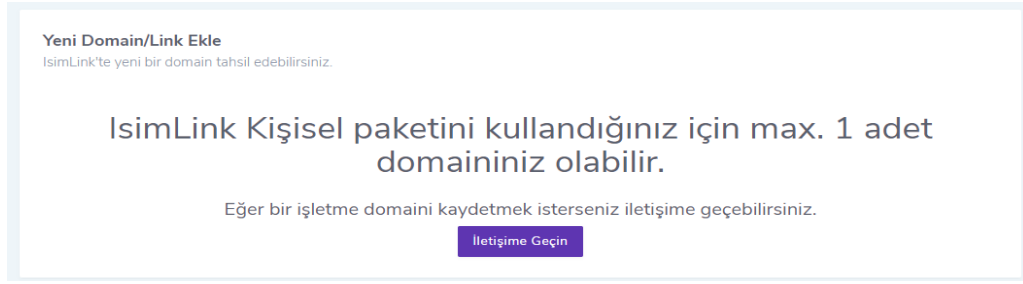 Yeni Domain/Link Ekle
IsimLink'te yeni bir domain tahsil edebilirsiniz.
IsimLink Kişisel paketini kullandığınız için max. 1 adet
domaininiz olabilir.
Eğer bir işletme domaini kaydetmek isterseniz iletişime geçebilirsiniz.
İletişime Geçin